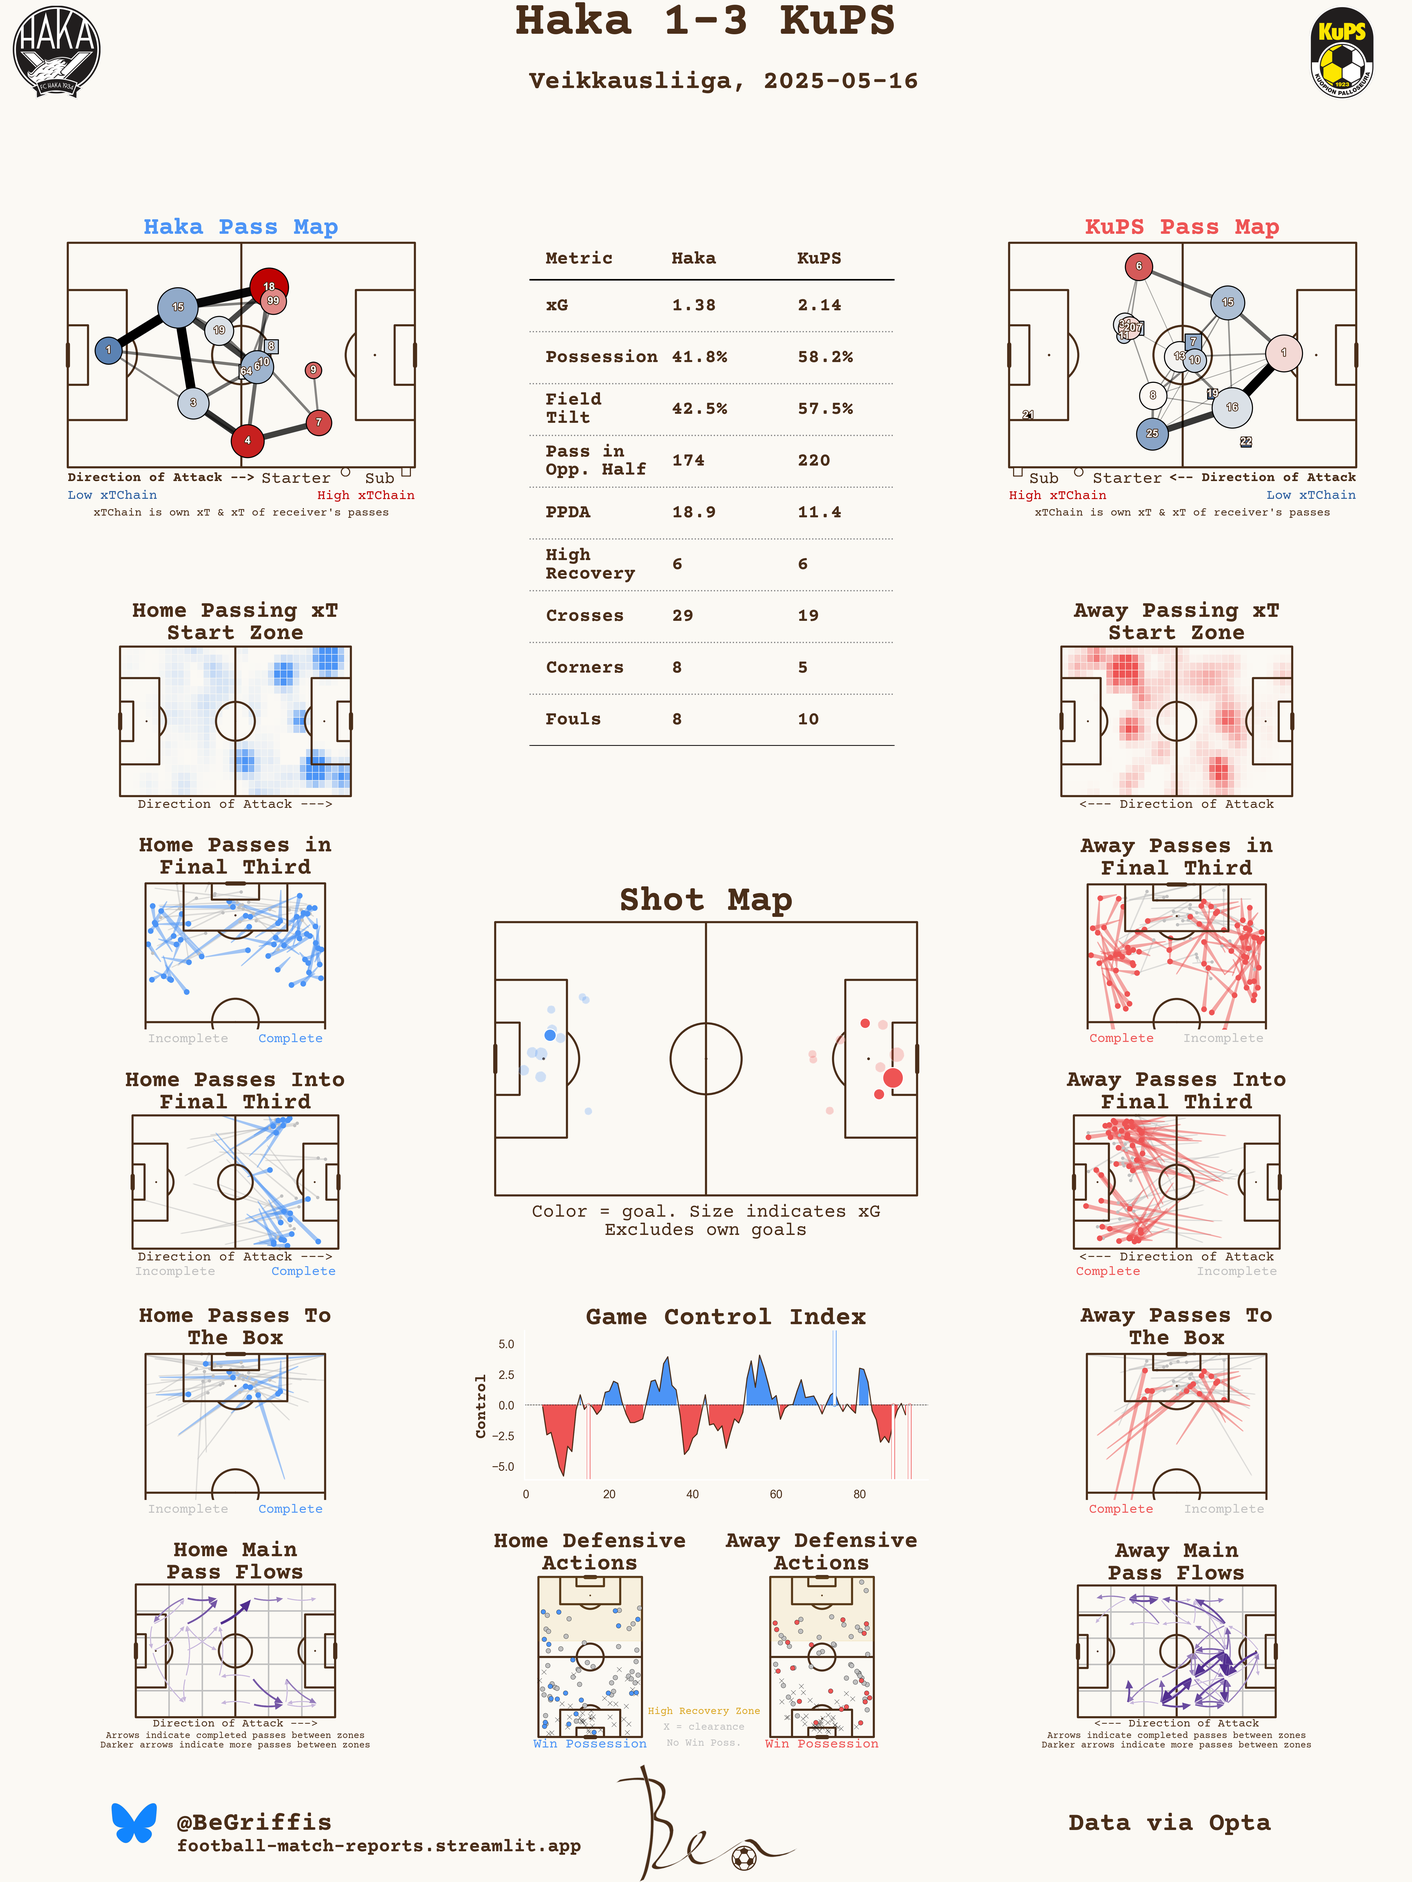 Haka 1-3 KuPS
Veikkausliiga, 2025-05-16
HAKA
FC HAKA 1934
KuPS
1923
KUOPION PALLOSEURA
Haka Pass Map
1
15
18
99
19
8
10
6
64
3
4
7
9
Direction of Attack --> Starter Sub
Low xTChain High xTChain
xTChain is own xT & xT of receiver's passes
Metric Haka KuPS
xG 1.38 2.14
Possession 41.8% 58.2%
Field
Tilt 42.5% 57.5%
Pass in
Opp. Half 174 220
PPDA 18.9 11.4
High
Recovery 6 6
Crosses 29 19
Corners 8 5
Fouls 8 10
KuPS Pass Map
6
15
20
7
11
7
13
10
1
8
19
16
21
25
22
Sub Starter <-- Direction of Attack
High xTChain Low xTChain
xTChain is own xT & xT of receiver's passes
Home Passing xT
Start Zone
Direction of Attack --->
Away Passing xT
Start Zone
<--- Direction of Attack
Home Passes in
Final Third
Incomplete Complete
Away Passes in
Final Third
Complete Incomplete
Shot Map
Color = goal. Size indicates xG
Excludes own goals
Home Passes Into
Final Third
Direction of Attack --->
Incomplete Complete
Away Passes Into
Final Third
<--- Direction of Attack
Complete Incomplete
Home Passes To
The Box
Incomplete Complete
Game Control Index
Control
5.0
2.5
0.0
−2.5
−5.0
0 20 40 60 80
Away Passes To
The Box
Complete Incomplete
Home Main
Pass Flows
Direction of Attack --->
Arrows indicate completed passes between zones
Darker arrows indicate more passes between zones
Home Defensive
Actions
Win Possession
High Recovery Zone
X = clearance
No Win Poss.
Away Defensive
Actions
Win Possession
Away Main
Pass Flows
<--- Direction of Attack
Arrows indicate completed passes between zones
Darker arrows indicate more passes between zones
@BeGriffis
football-match-reports.streamlit.app
Ben
Data via Opta